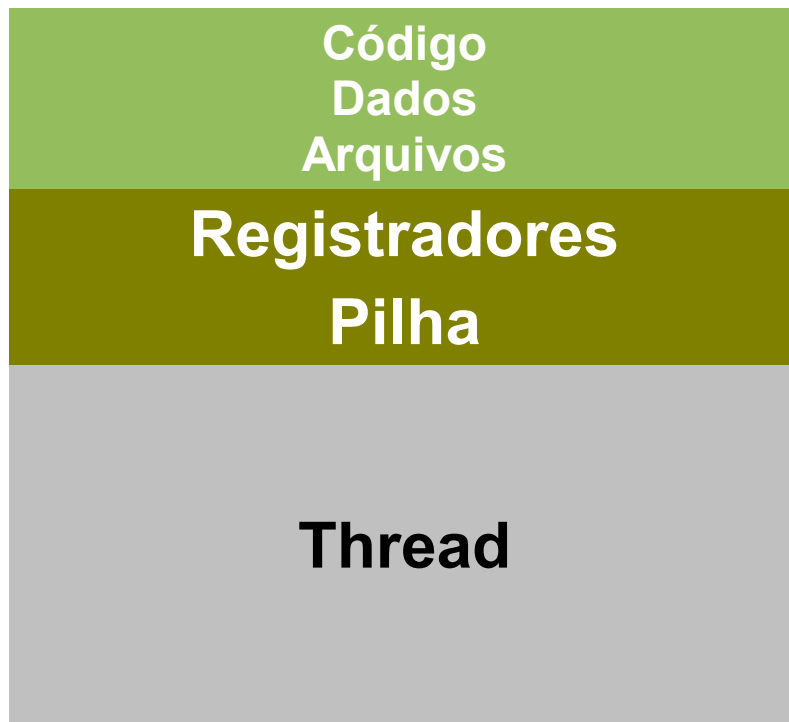 Código
Dados
Arquivos
Registradores
Pilha
Thread